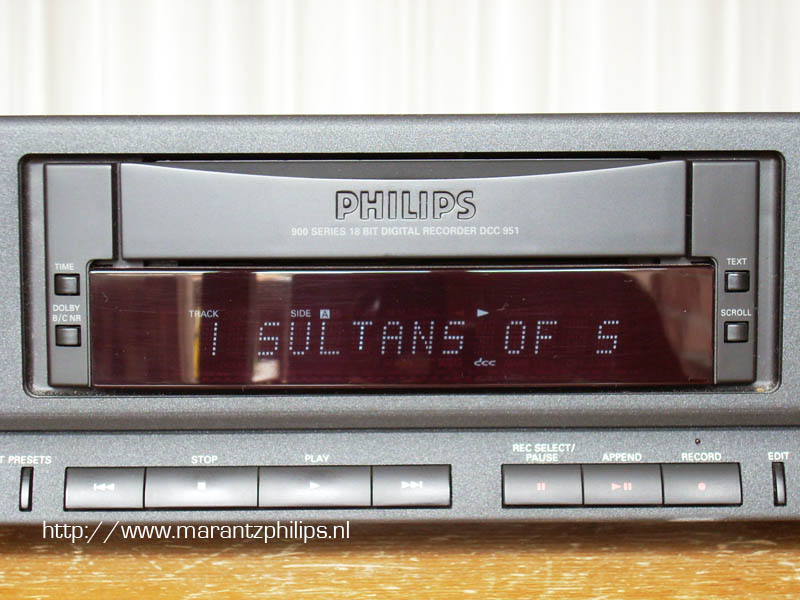 PHILIPS
900 SERIES 18 BIT DIGITAL RECORDER DCC 951
TIME
TEXT
DOLBY
B/C NR
SCROLL
TRACK SIDE A
1 SULTANS OF S
dcc
T PRESETS
STOP
PLAY
REC SELECT/
PAUSE
APPEND
RECORD
EDIT
http://www.marantzphilips.nl